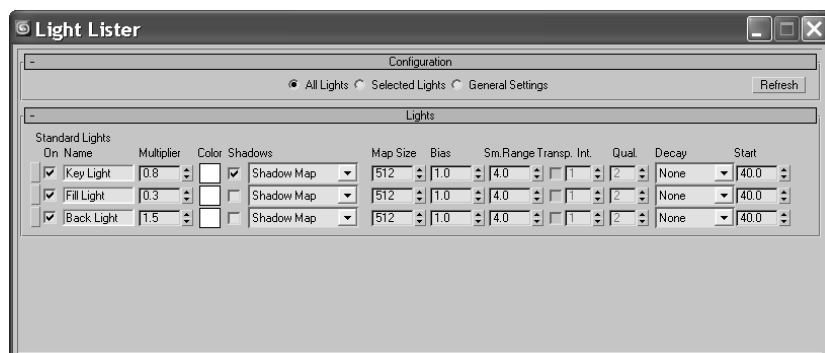 Light Lister
Configuration
All Lights Selected Lights General Settings Refresh
Lights
Standard Lights
On Name Multiplier Color Shadows Map Size Bias Sm.Range Transp. Int. Qual. Decay Start
Key Light 0.8 Shadow Map 512 1.0 4.0 1 2 None 40.0
Fill Light 0.3 Shadow Map 512 1.0 4.0 1 2 None 40.0
Back Light 1.5 Shadow Map 512 1.0 4.0 1 2 None 40.0